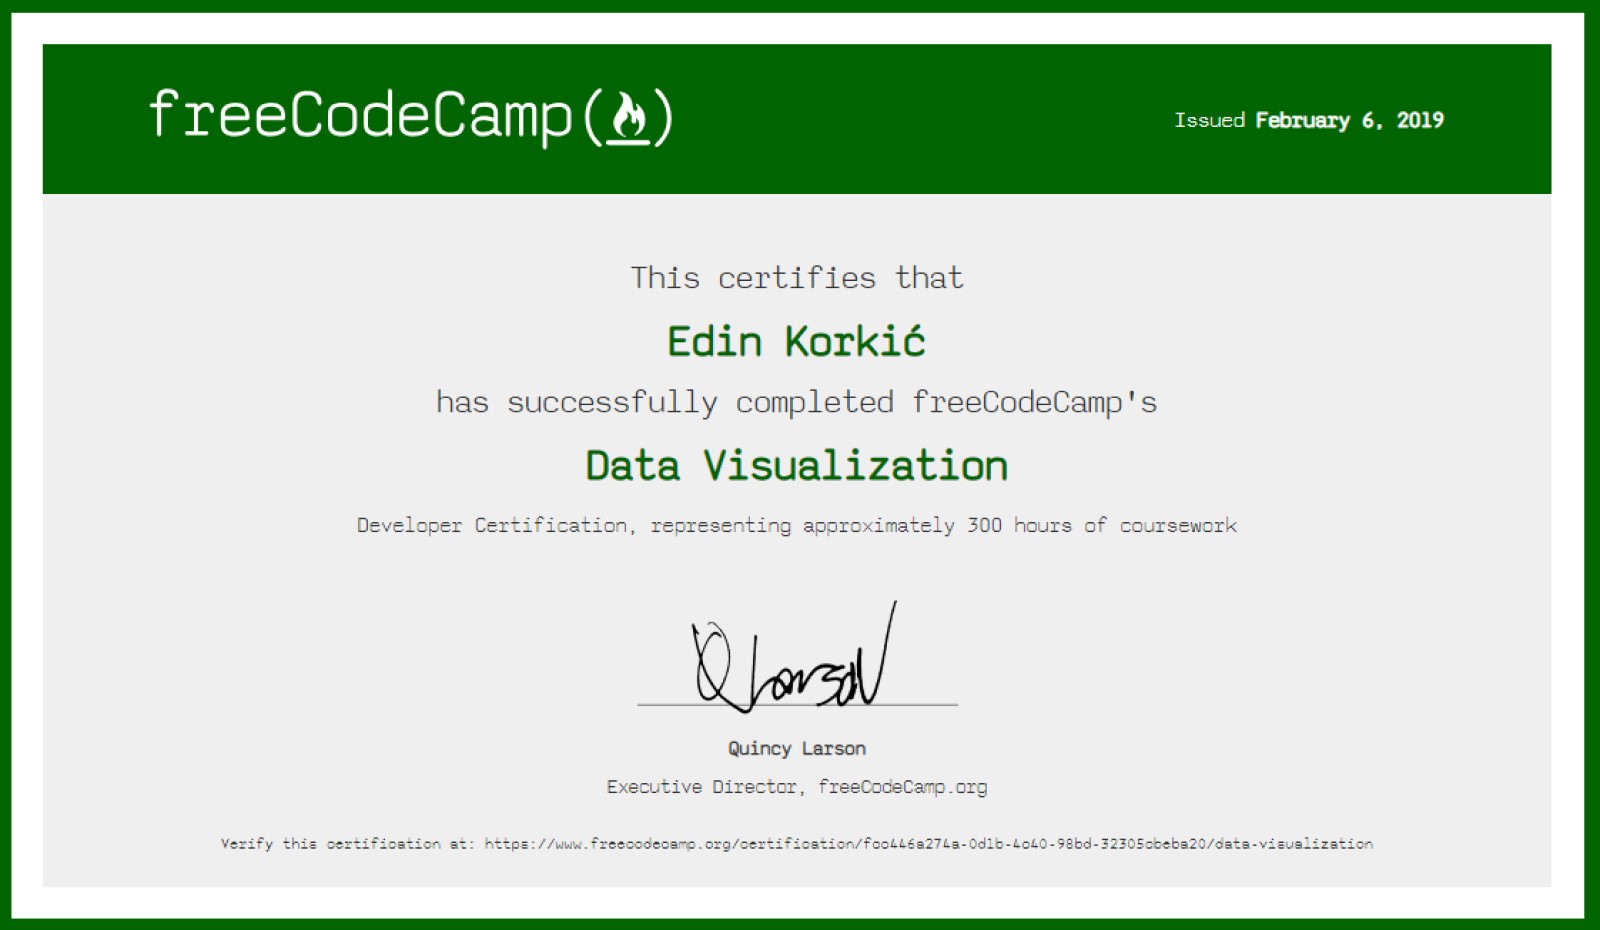 freeCodeCamp(🔥)
Issued February 6, 2019
This certifies that
Edin Korkić
has successfully completed freeCodeCamp's
Data Visualization
Developer Certification, representing approximately 300 hours of coursework
Q Larson
Quincy Larson
Executive Director, freeCodeCamp.org
Verify this certification at: https://www.freecodecamp.org/certification/fcc446a274a-0d1b-4c40-98bd-32305cbeba20/data-visualization